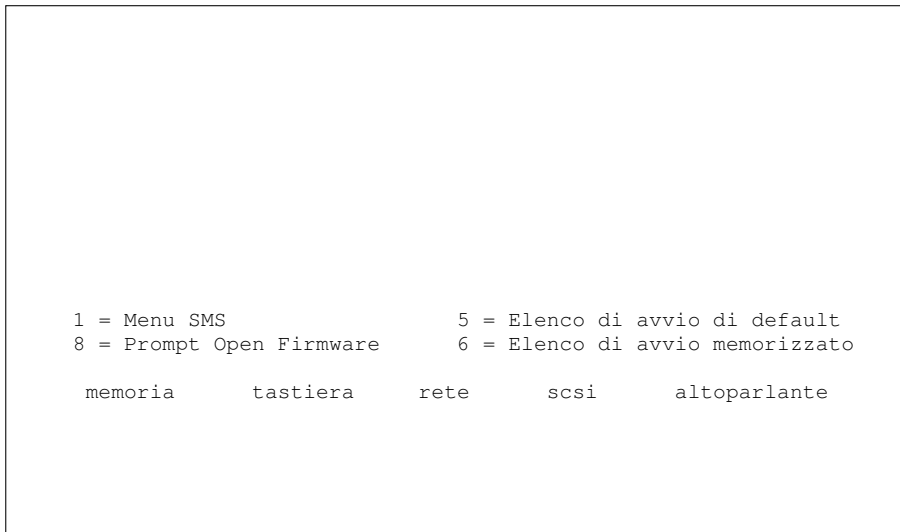 1 = Menu SMS 5 = Elenco di avvio di default
8 = Prompt Open Firmware 6 = Elenco di avvio memorizzato
memoria tastiera rete scsi altoparlante